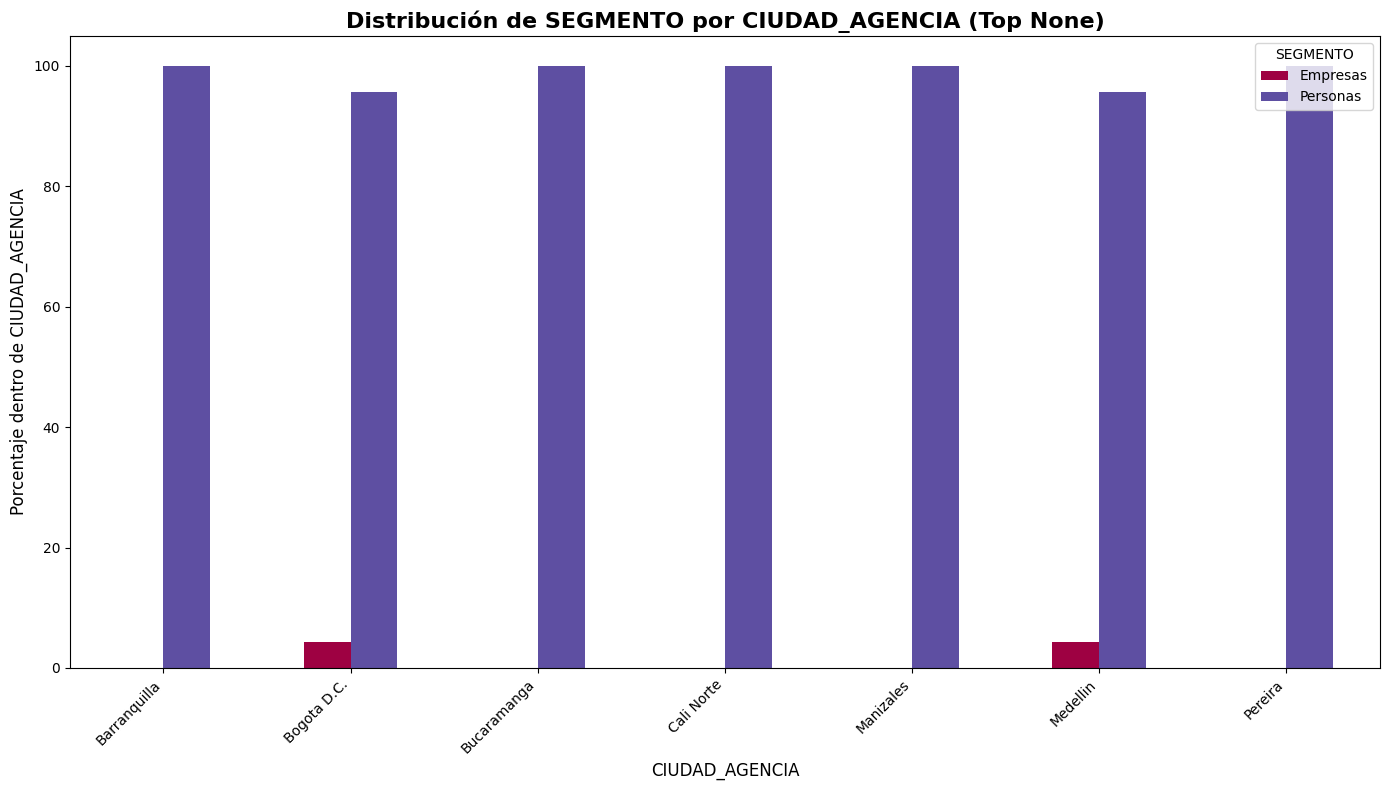 Distribución de SEGMENTO por CIUDAD_AGENCIA (Top None)
SEGMENTO
Empresas
Personas
Porcentaje dentro de CIUDAD_AGENCIA
100
80
60
40
20
0
Barranquilla
Bogota D.C.
Bucaramanga
Cali Norte
Manizales
Medellin
Pereira
CIUDAD_AGENCIA